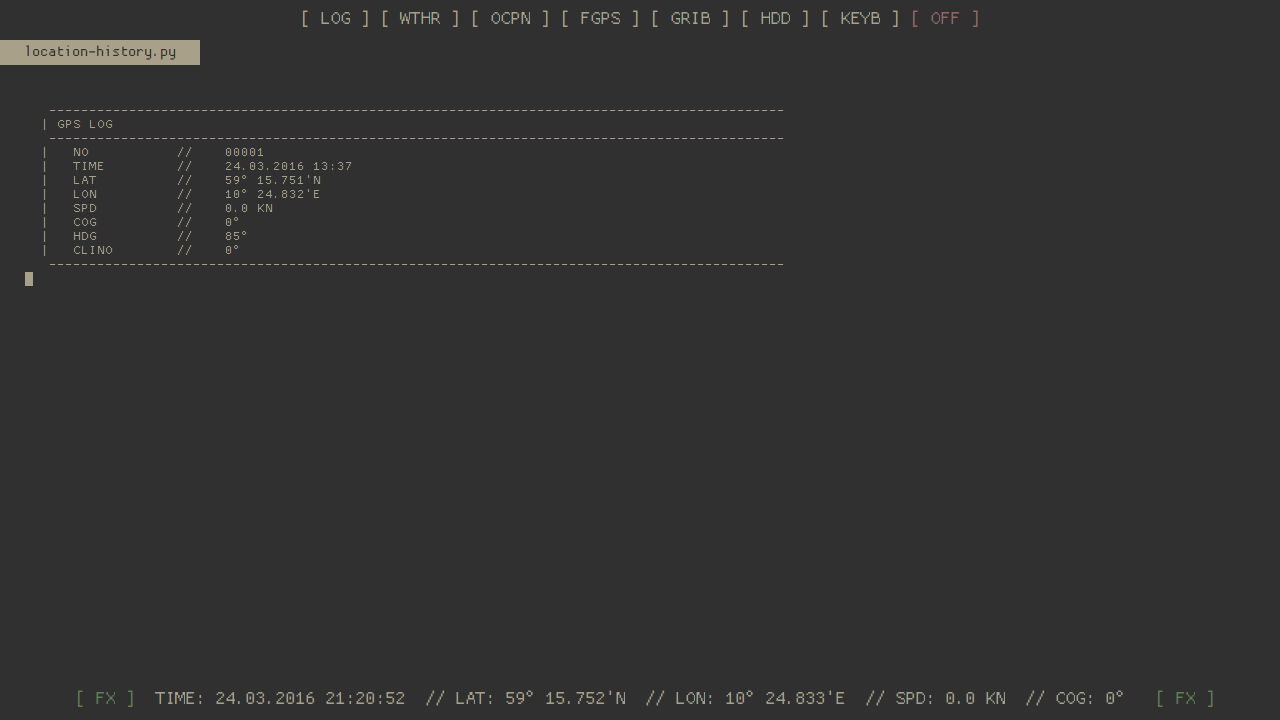 [ LOG ] [ WTHR ] [ OCPN ] [ FGPS ] [ GRIB ] [ HDD ] [ KEYB ] [ OFF ]
location-history.py
--------------------------------------------------------------------------------------------
| GPS LOG
--------------------------------------------------------------------------------------------
| NO // 00001
| TIME // 24.03.2016 13:37
| LAT // 59° 15.751'N
| LON // 10° 24.832'E
| SPD // 0.0 KN
| COG // 0°
| HDG // 85°
| CLINO // 0°
--------------------------------------------------------------------------------------------
[ FX ] TIME: 24.03.2016 21:20:52 // LAT: 59° 15.752'N // LON: 10° 24.833'E // SPD: 0.0 KN // COG: 0° [ FX ]